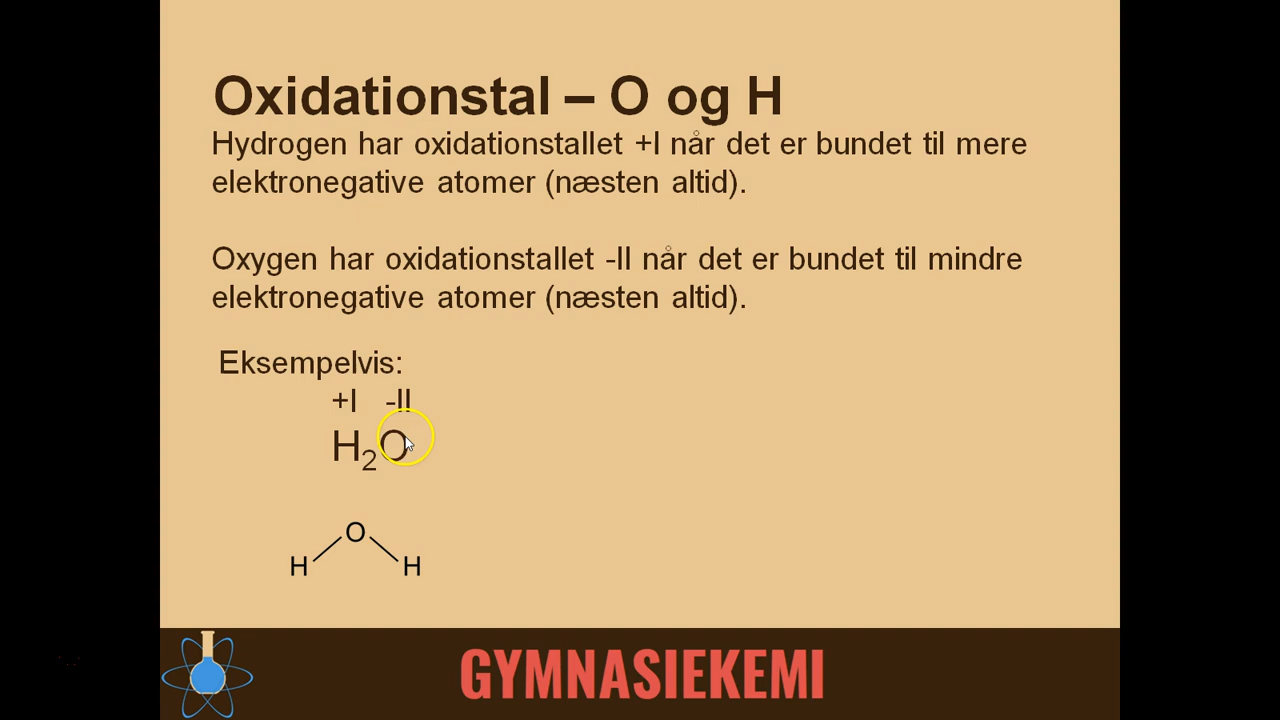 Oxidationstal – O og H
Hydrogen har oxidationstallet +I når det er bundet til mere
elektronegative atomer (næsten altid).
Oxygen har oxidationstallet -II når det er bundet til mindre
elektronegative atomer (næsten altid).
Eksempelvis:
+I -II
H₂O
O
H H
GYMNASIEKEMI